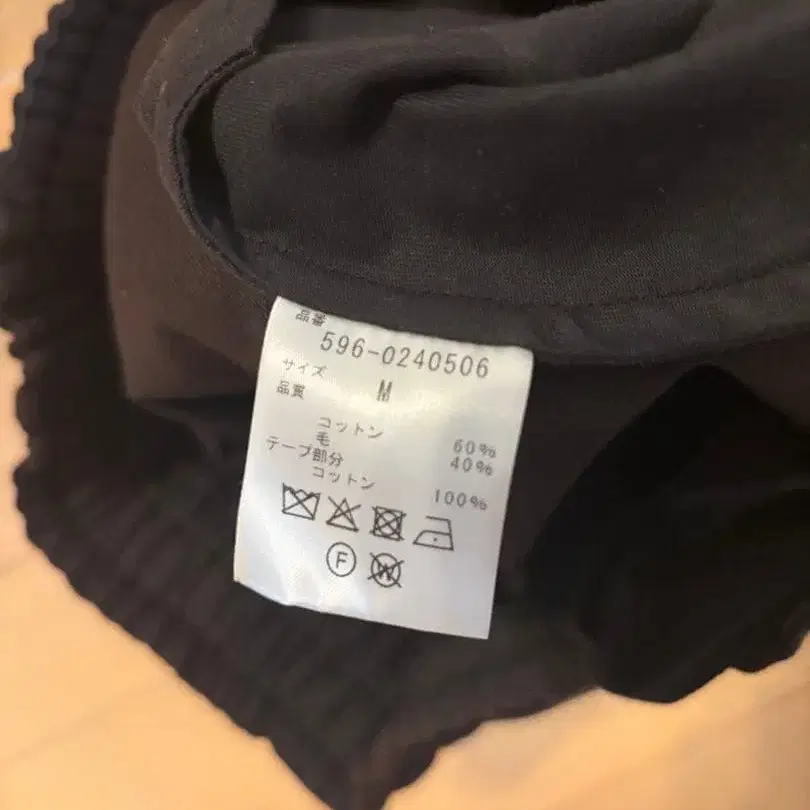 品番
596-0240506
サイズ M
品質
コットン 60%
毛 40%
テープ部分
コットン 100%
F
W